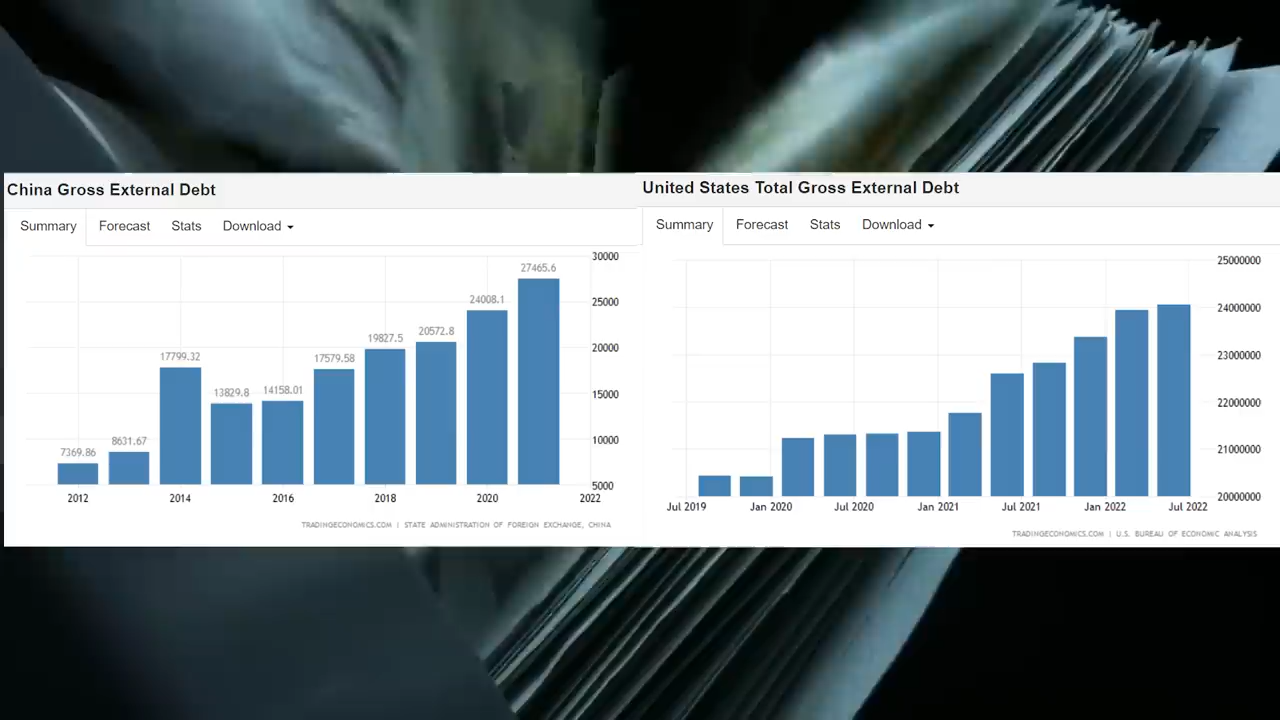 China Gross External Debt
Summary Forecast Stats Download
30000
27465.6
25000
24008.1
20572.8
19827.5
20000
17799.32
17579.58
15000
14158.01
13829.8
10000
8631.67
7369.86
5000
2012 2014 2016 2018 2020 2022
TRADINGECONOMICS.COM | STATE ADMINISTRATION OF FOREIGN EXCHANGE, CHINA
United States Total Gross External Debt
Summary Forecast Stats Download
25000000
24000000
23000000
22000000
21000000
20000000
Jul 2019 Jan 2020 Jul 2020 Jan 2021 Jul 2021 Jan 2022 Jul 2022
TRADINGECONOMICS.COM | U.S. BUREAU OF ECONOMIC ANALYSIS